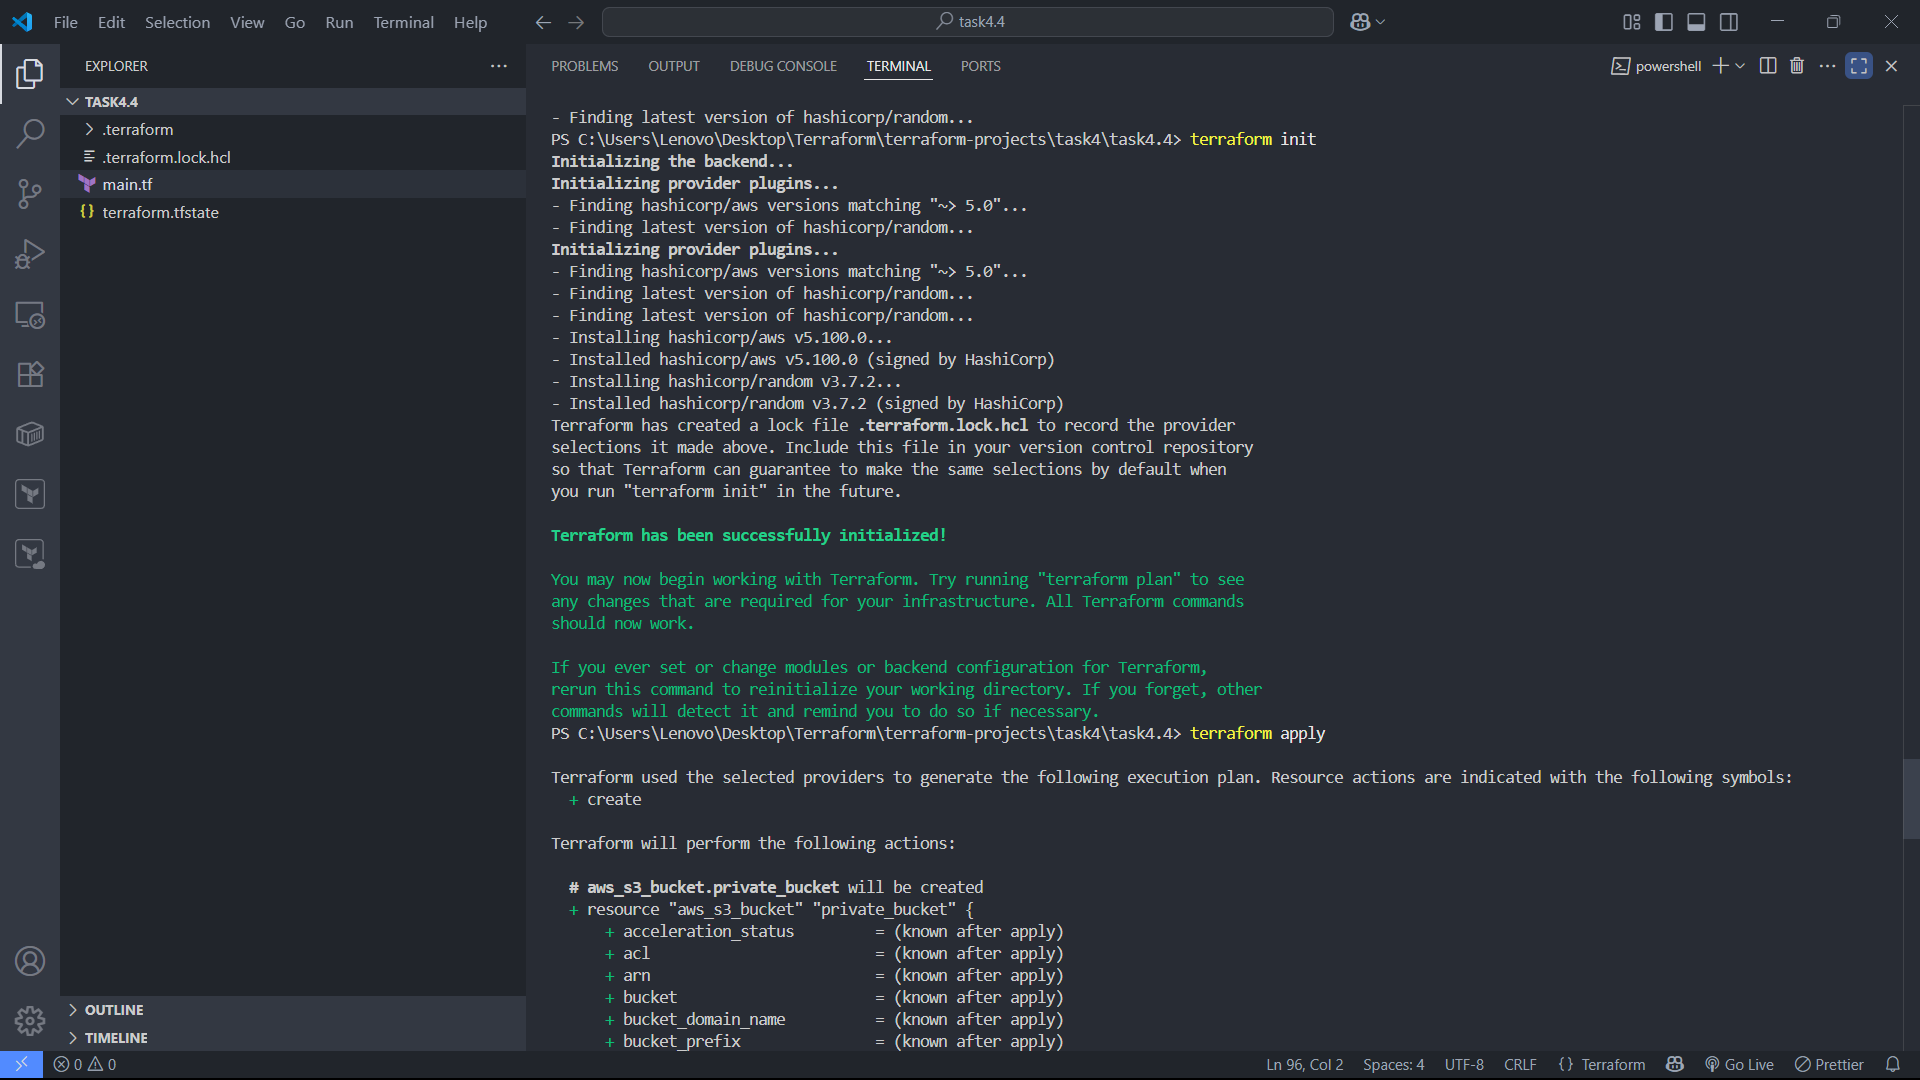 File Edit Selection View Go Run Terminal Help
task4.4
EXPLORER
PROBLEMS OUTPUT DEBUG CONSOLE TERMINAL PORTS
powershell
TASK4.4
.terraform
.terraform.lock.hcl
main.tf
{} terraform.tfstate
- Finding latest version of hashicorp/random...
PS C:\Users\Lenovo\Desktop\Terraform\terraform-projects\task4\task4.4> terraform init
Initializing the backend...
Initializing provider plugins...
- Finding hashicorp/aws versions matching "~> 5.0"...
- Finding latest version of hashicorp/random...
Initializing provider plugins...
- Finding hashicorp/aws versions matching "~> 5.0"...
- Finding latest version of hashicorp/random...
- Finding latest version of hashicorp/random...
- Installing hashicorp/aws v5.100.0...
- Installed hashicorp/aws v5.100.0 (signed by HashiCorp)
- Installing hashicorp/random v3.7.2...
- Installed hashicorp/random v3.7.2 (signed by HashiCorp)
Terraform has created a lock file .terraform.lock.hcl to record the provider
selections it made above. Include this file in your version control repository
so that Terraform can guarantee to make the same selections by default when
you run "terraform init" in the future.
Terraform has been successfully initialized!
You may now begin working with Terraform. Try running "terraform plan" to see
any changes that are required for your infrastructure. All Terraform commands
should now work.
If you ever set or change modules or backend configuration for Terraform,
rerun this command to reinitialize your working directory. If you forget, other
commands will detect it and remind you to do so if necessary.
PS C:\Users\Lenovo\Desktop\Terraform\terraform-projects\task4\task4.4> terraform apply
Terraform used the selected providers to generate the following execution plan. Resource actions are indicated with the following symbols:
+ create
Terraform will perform the following actions:
# aws_s3_bucket.private_bucket will be created
+ resource "aws_s3_bucket" "private_bucket" {
+ acceleration_status = (known after apply)
+ acl = (known after apply)
+ arn = (known after apply)
+ bucket = (known after apply)
+ bucket_domain_name = (known after apply)
+ bucket_prefix = (known after apply)
OUTLINE
TIMELINE
0 0
Ln 96, Col 2 Spaces: 4 UTF-8 CRLF {} Terraform Go Live Prettier